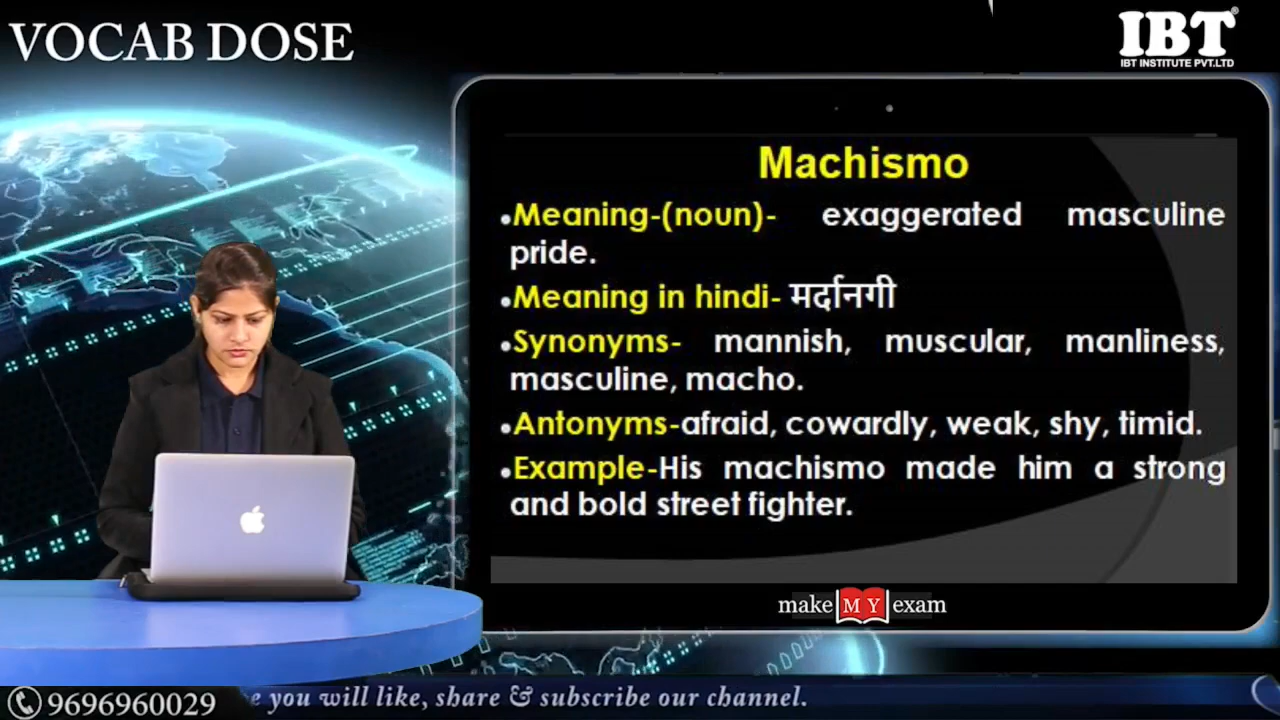 VOCAB DOSE
IBT®
IBT INSTITUTE PVT.LTD
Machismo
•Meaning-(noun)- exaggerated masculine
pride.
•Meaning in hindi- मर्दानगी
•Synonyms- mannish, muscular, manliness,
masculine, macho.
•Antonyms-afraid, cowardly, weak, shy, timid.
•Example-His machismo made him a strong
and bold street fighter.
make MY exam
9696960029 e you will like, share & subscribe our channel.